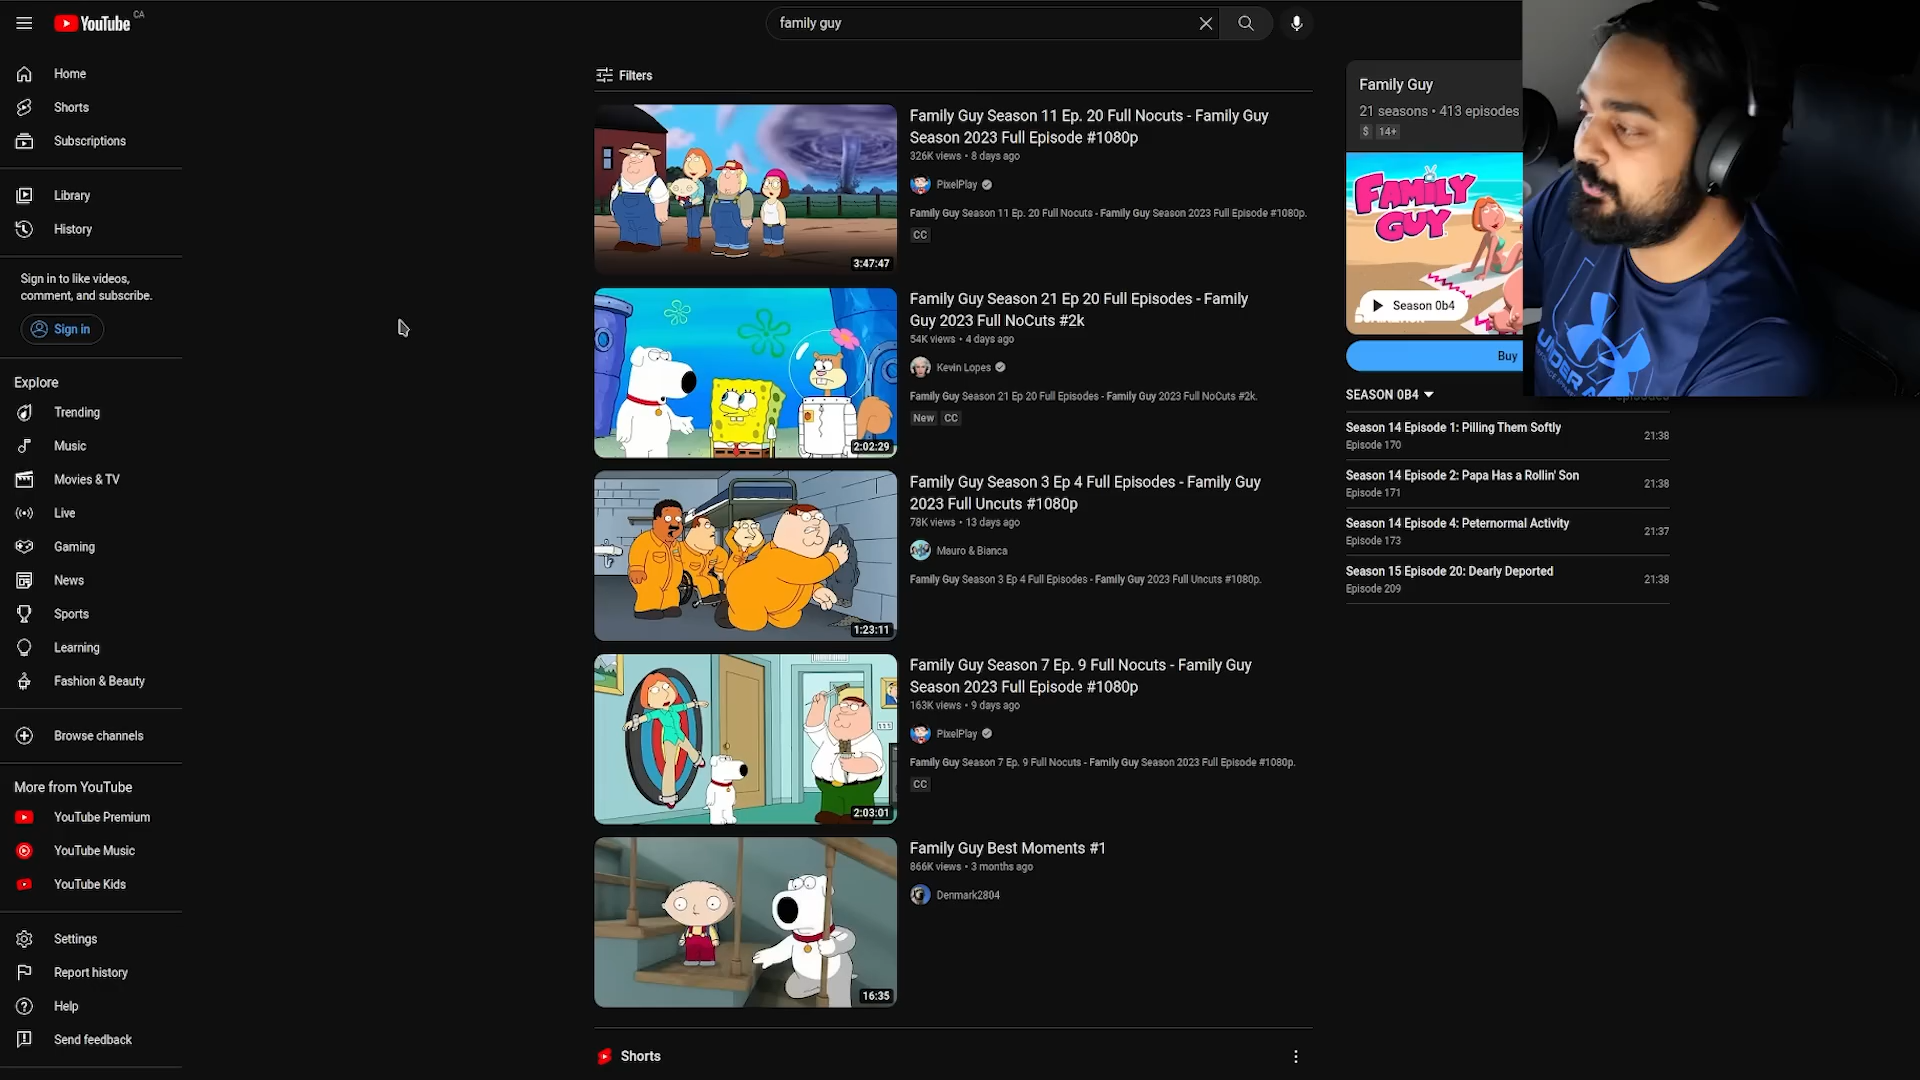 YouTube CA
family guy
Home
Shorts
Subscriptions
Library
History
Sign in to like videos,
comment, and subscribe.
Sign in
Explore
Trending
Music
Movies & TV
Live
Gaming
News
Sports
Learning
Fashion & Beauty
Browse channels
More from YouTube
YouTube Premium
YouTube Music
YouTube Kids
Settings
Report history
Help
Send feedback
Filters
3:47:47
Family Guy Season 11 Ep. 20 Full Nocuts - Family Guy
Season 2023 Full Episode #1080p
326K views • 8 days ago
PixelPlay
Family Guy Season 11 Ep. 20 Full Nocuts - Family Guy Season 2023 Full Episode #1080p.
CC
2:02:29
Family Guy Season 21 Ep 20 Full Episodes - Family
Guy 2023 Full NoCuts #2k
54K views • 4 days ago
Kevin Lopes
Family Guy Season 21 Ep 20 Full Episodes - Family Guy 2023 Full NoCuts #2k.
New CC
1:23:11
Family Guy Season 3 Ep 4 Full Episodes - Family Guy
2023 Full Uncuts #1080p
78K views • 13 days ago
Mauro & Bianca
Family Guy Season 3 Ep 4 Full Episodes - Family Guy 2023 Full Uncuts #1080p.
2:03:01
Family Guy Season 7 Ep. 9 Full Nocuts - Family Guy
Season 2023 Full Episode #1080p
163K views • 9 days ago
PixelPlay
Family Guy Season 7 Ep. 9 Full Nocuts - Family Guy Season 2023 Full Episode #1080p.
CC
16:35
Family Guy Best Moments #1
866K views • 3 months ago
Denmark2804
Shorts
Family Guy
21 seasons • 413 episodes
$ 14+
FAMILY
GUY
Season 0b4
Buy
SEASON 0B4
Season 14 Episode 1: Pilling Them Softly
Episode 170
21:38
Season 14 Episode 2: Papa Has a Rollin' Son
Episode 171
21:38
Season 14 Episode 4: Peternormal Activity
Episode 173
21:37
Season 15 Episode 20: Dearly Deported
Episode 209
21:38